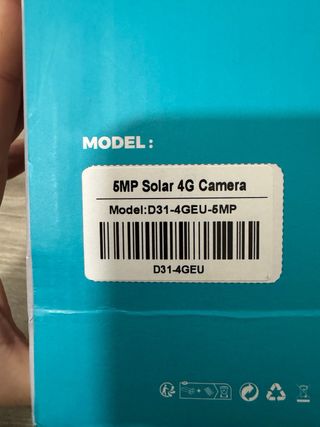 MODEL:
5MP Solar 4G Camera
Model:D31-4GEU-5MP
D31-4GEU